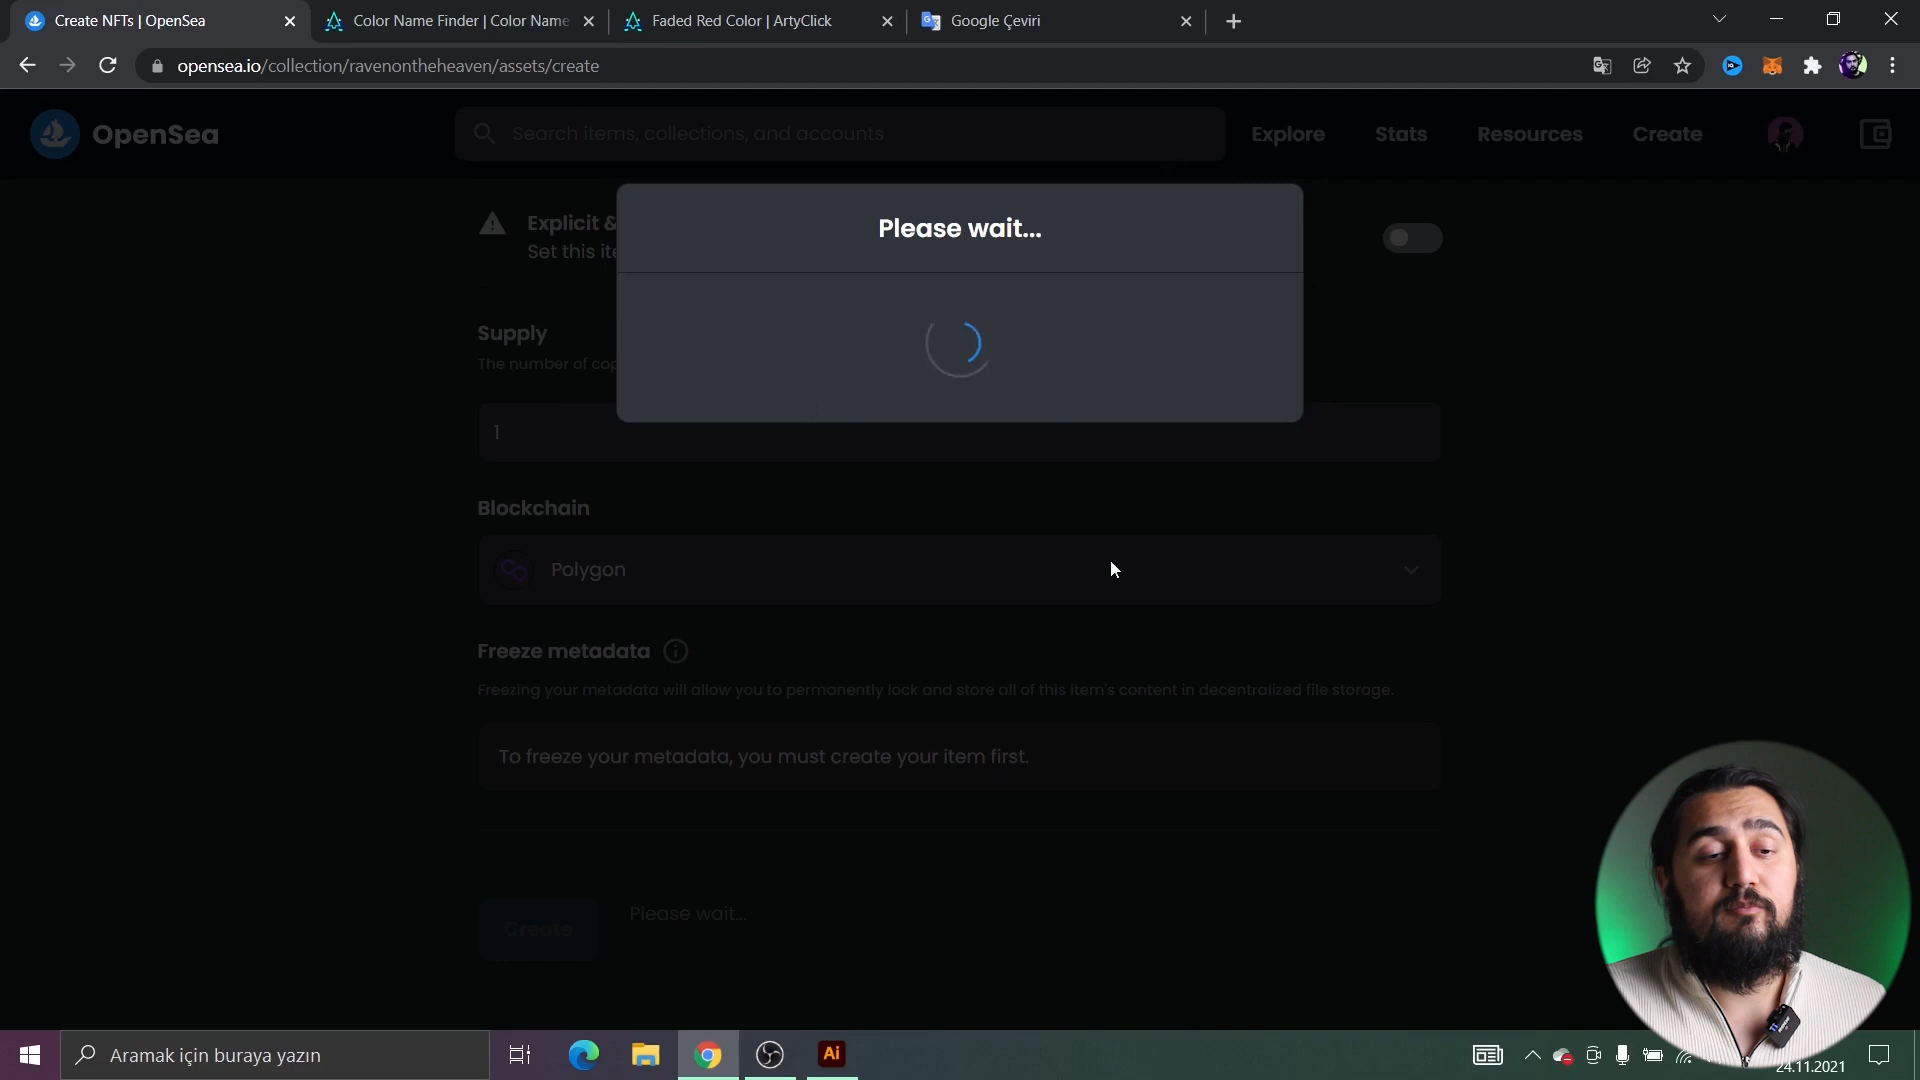 Create NFTs | OpenSea
Color Name Finder | Color Name
Faded Red Color | ArtyClick
Google Çeviri
opensea.io/collection/ravenontheheaven/assets/create
OpenSea
Search items, collections, and accounts
Explore
Stats
Resources
Create
Please wait...
Explicit &
Set this ite
Supply
The number of cop
1
Blockchain
Polygon
Freeze metadata
Freezing your metadata will allow you to permanently lock and store all of this item's content in decentralized file storage.
To freeze your metadata, you must create your item first.
Create
Please wait...
Aramak için buraya yazın
Ai
24.11.2021